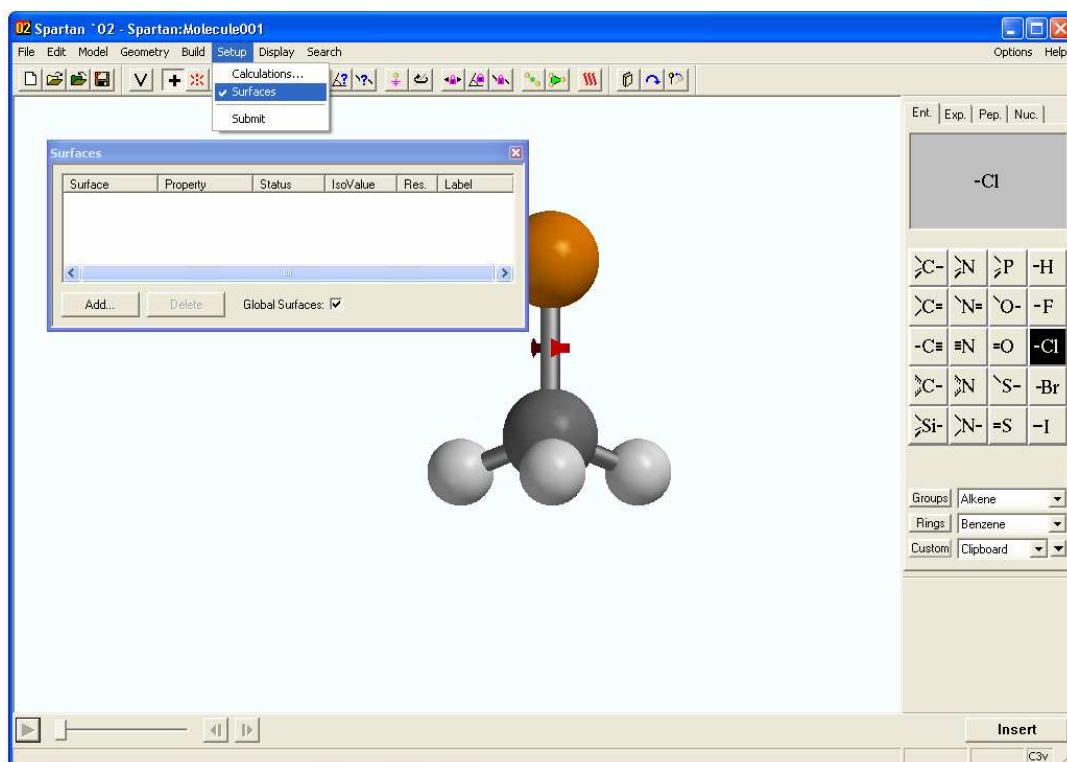 02 Spartan `02 - Spartan:Molecule001
File Edit Model Geometry Build Setup Display Search Options Help
V
Calculations...
Surfaces
Submit
Surfaces
Surface Property Status IsoValue Res. Label
Add... Delete Global Surfaces:
Ent. Exp. Pep. Nuc.
-Cl
C- N P -H
C= N= O- -F
-C≡ ≡N =O -Cl
C- N S- -Br
Si- N- =S -I
Groups Alkene
Rings Benzene
Custom Clipboard
Insert
C3v